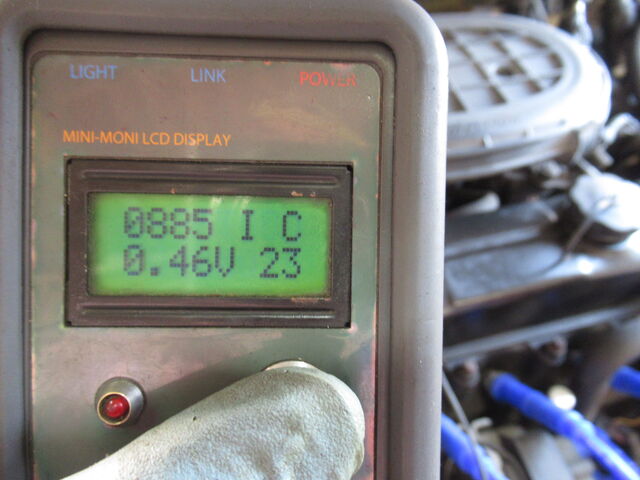 LIGHT LINK POWER
MINI-MONI LCD DISPLAY
0885 I C
0.46V 23